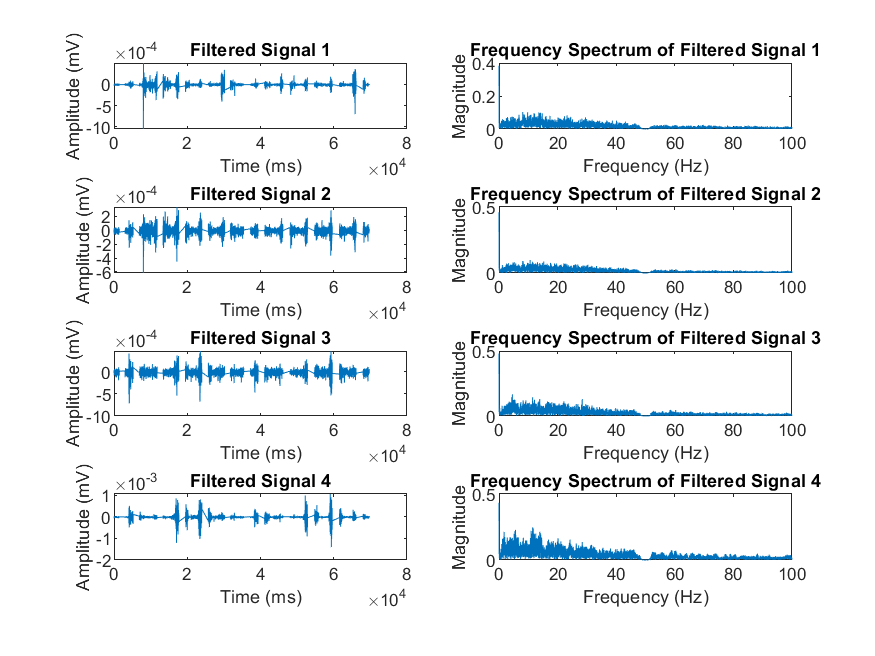 Filtered Signal 1
×10-4
Amplitude (mV)
0
-5
-10
0 2 4 6 8
Time (ms)
×104
Frequency Spectrum of Filtered Signal 1
Magnitude
0.4
0.2
0
0 20 40 60 80 100
Frequency (Hz)
Filtered Signal 2
×10-4
Amplitude (mV)
2
0
-2
-4
-6
0 2 4 6 8
Time (ms)
×104
Frequency Spectrum of Filtered Signal 2
Magnitude
0.5
0
0 20 40 60 80 100
Frequency (Hz)
Filtered Signal 3
×10-4
Amplitude (mV)
0
-5
-10
0 2 4 6 8
Time (ms)
×104
Frequency Spectrum of Filtered Signal 3
Magnitude
0.5
0
0 20 40 60 80 100
Frequency (Hz)
Filtered Signal 4
×10-3
Amplitude (mV)
1
0
-1
-2
0 2 4 6 8
Time (ms)
×104
Frequency Spectrum of Filtered Signal 4
Magnitude
0.5
0
0 20 40 60 80 100
Frequency (Hz)